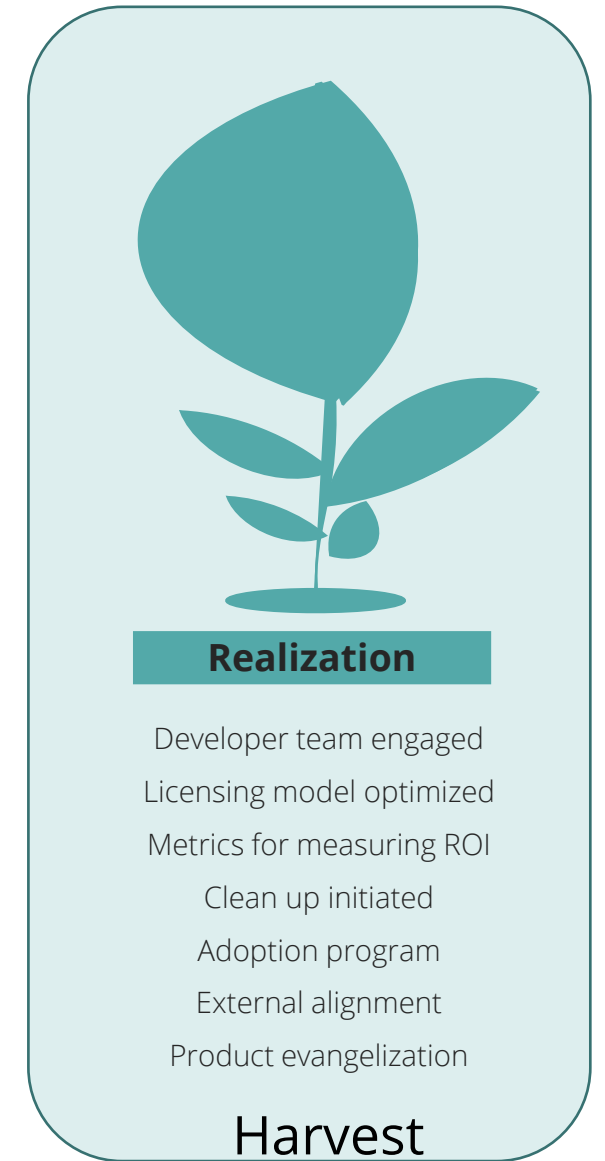 Realization
Developer team engaged
Licensing model optimized
Metrics for measuring ROI
Clean up initiated
Adoption program
External alignment
Product evangelization
Harvest